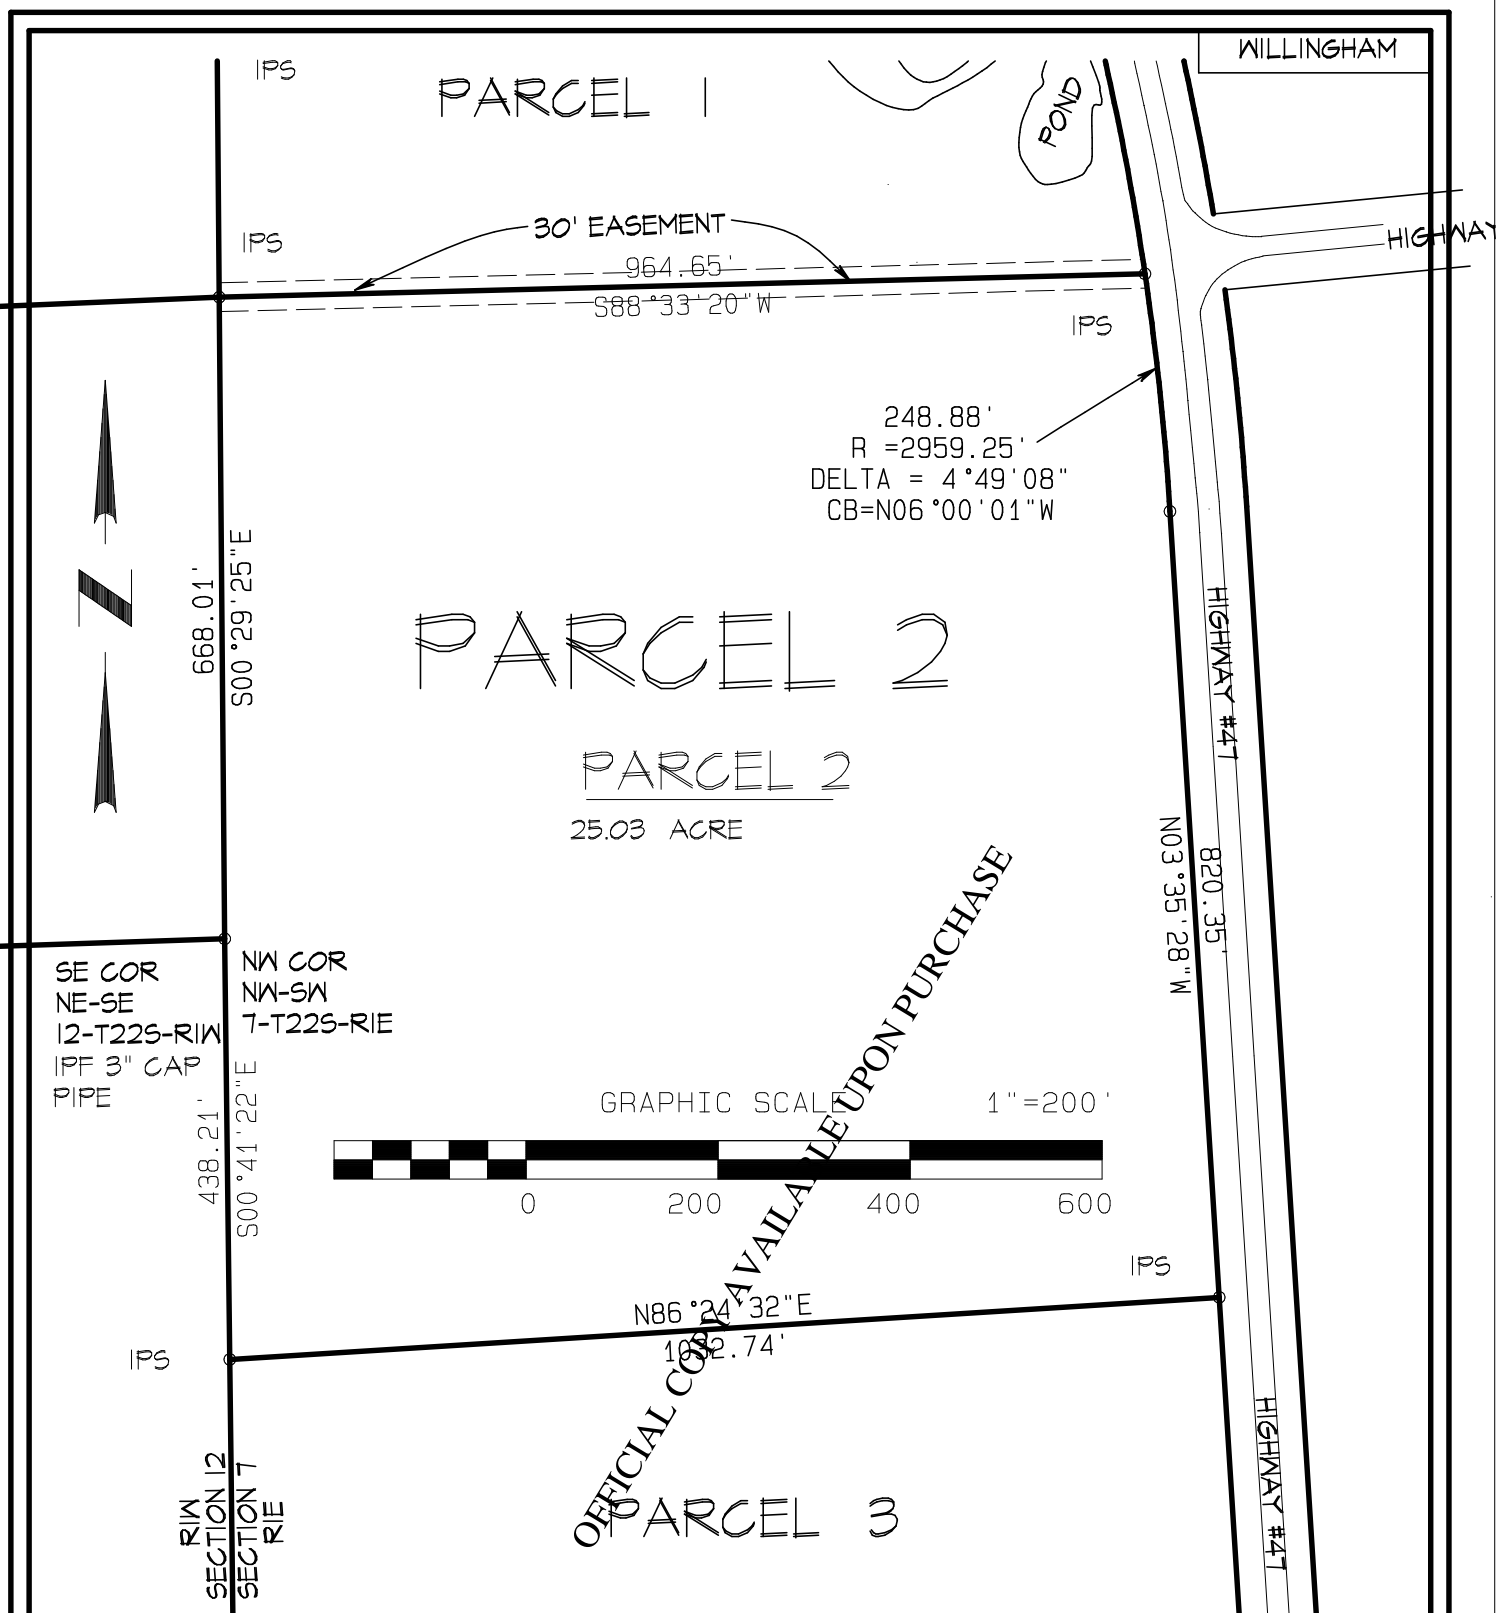 WILLINGHAM
IPS
PARCEL 1
POND
IPS
30' EASEMENT
964.65'
S88°33'20"W
HIGHWAY
IPS
248.88'
R =2959.25'
DELTA = 4°49'08"
CB=N06°00'01"W
N
668.01'
S00°29'25"E
PARCEL 2
HIGHWAY #47
PARCEL 2
25.03 ACRE
N03°35'28"W
820.35'
SE COR
NE-SE
12-T22S-R1W
IPF 3" CAP
PIPE
NW COR
NW-SW
7-T22S-R1E
438.21'
S00°41'22"E
GRAPHIC SCALE 1"=200'
0 200 400 600
OFFICIAL COPY AVAILABLE UPON PURCHASE
IPS
N86°24'32"E
1032.74'
IPS
R1W
SECTION 12
SECTION 7
R1E
PARCEL 3
HIGHWAY #47